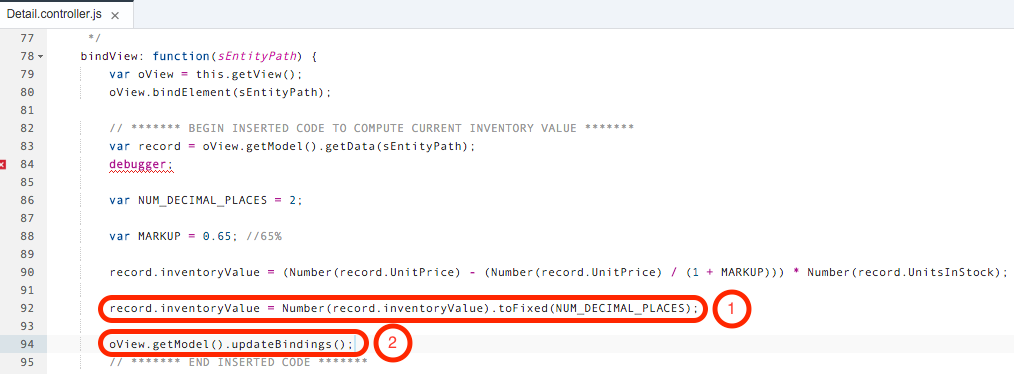 Detail.controller.js ×
77 */
78 bindView: function(sEntityPath) {
79 var oView = this.getView();
80 oView.bindElement(sEntityPath);
81
82 // ******* BEGIN INSERTED CODE TO COMPUTE CURRENT INVENTORY VALUE *******
83 var record = oView.getModel().getData(sEntityPath);
84 debugger;
85
86 var NUM_DECIMAL_PLACES = 2;
87
88 var MARKUP = 0.65; //65%
89
90 record.inventoryValue = (Number(record.UnitPrice) - (Number(record.UnitPrice) / (1 + MARKUP))) * Number(record.UnitsInStock);
91
92 record.inventoryValue = Number(record.inventoryValue).toFixed(NUM_DECIMAL_PLACES); 1
93
94 oView.getModel().updateBindings(); 2
95 // ******* END INSERTED CODE *******